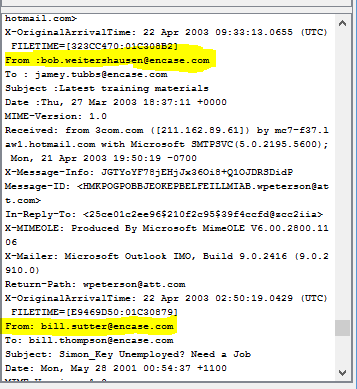 hotmail.com>
X-OriginalArrivalTime: 22 Apr 2003 09:33:13.0655 (UTC)
FILETIME=[323CC470:01C308B2]
From :bob.weitershausen@encase.com
To : jamey.tubbs@encase.com
Subject :Latest training materials
Date :Thu, 27 Mar 2003 18:37:11 +0000
MIME-Version: 1.0
Received: from 3com.com ([211.162.89.61]) by mc7-f37.l
aw1.hotmail.com with Microsoft SMTPSVC(5.0.2195.5600);
Mon, 21 Apr 2003 19:50:19 -0700
X-Message-Info: JGTYoYF78jEHjJx36Oi8+Q1OJDRSDidP
Message-ID: <HMKPOGPOBBJEOKEPBELFEILLMIAB.wpeterson@at
t.com>
In-Reply-To: <25ce01c2ee96$210f2c95$39f4ccfd@zcc2iia>
X-MIMEOLE: Produced By Microsoft MimeOLE V6.00.2800.11
06
X-Mailer: Microsoft Outlook IMO, Build 9.0.2416 (9.0.2
910.0)
Return-Path: wpeterson@att.com
X-OriginalArrivalTime: 22 Apr 2003 02:50:19.0429 (UTC)
FILETIME=[E9469D50:01C30879]
From: bill.sutter@encase.com
To: bill.thompson@encase.com
Subject: Simon_Key Unemployed? Need a Job
Date: Mon, May 28 2001 00:54:37 +1100
MIME-Version: 1.0